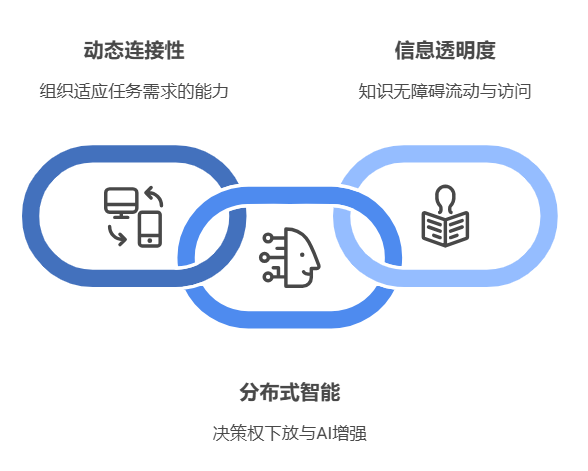 动态连接性
组织适应任务需求的能力
信息透明度
知识无障碍流动与访问
分布式智能
决策权下放与AI增强